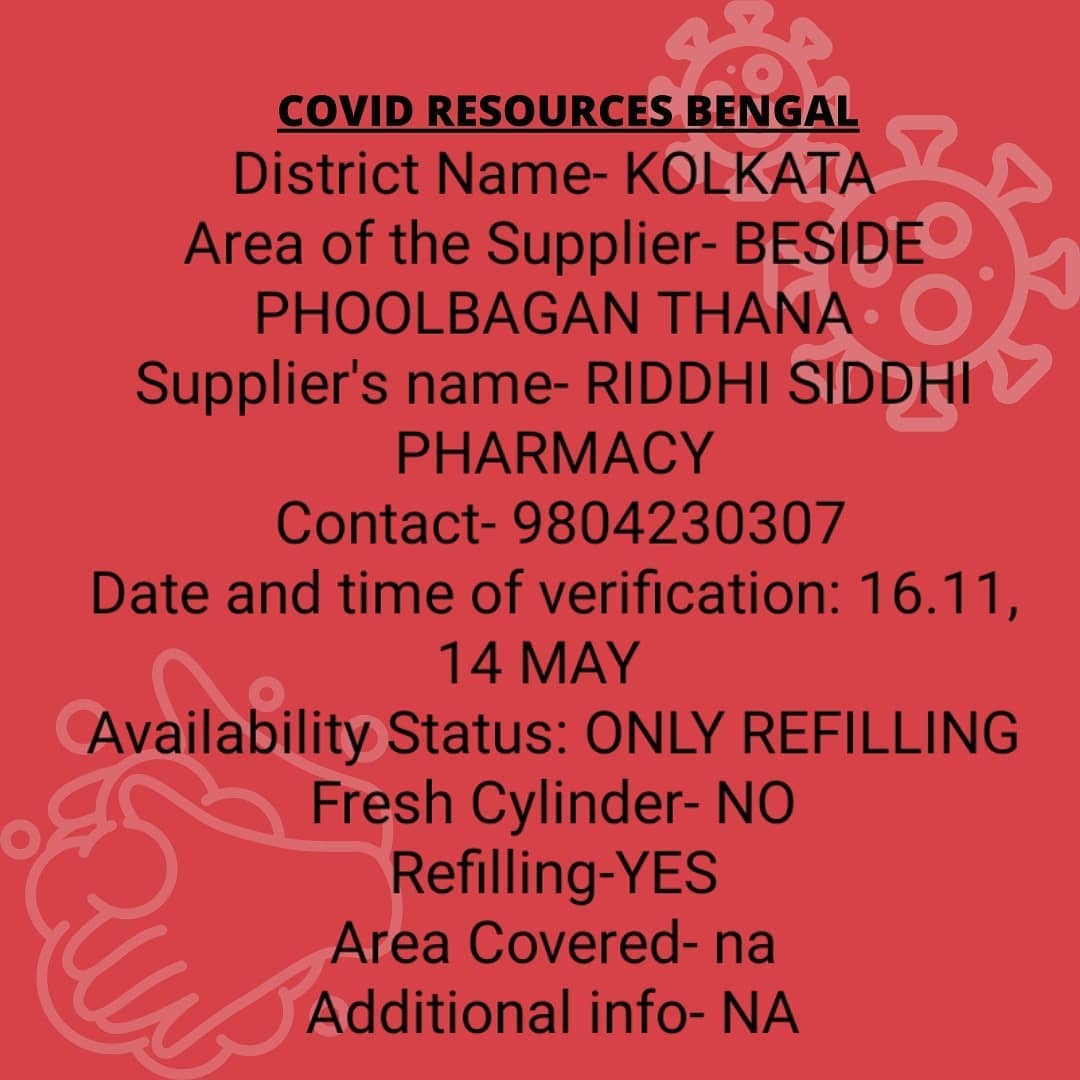 COVID RESOURCES BENGAL
District Name- KOLKATA
Area of the Supplier- BESIDE
PHOOLBAGAN THANA
Supplier's name- RIDDHI SIDDHI
PHARMACY
Contact- 9804230307
Date and time of verification: 16.11,
14 MAY
Availability Status: ONLY REFILLING
Fresh Cylinder- NO
Refilling-YES
Area Covered- na
Additional info- NA